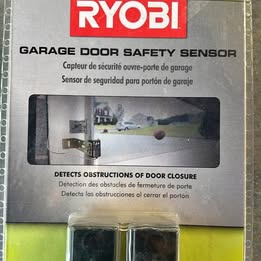 RYOBI
GARAGE DOOR SAFETY SENSOR
Capteur de sécurité ouvre-porte de garage
Sensor de seguridad para portón de garaje
DETECTS OBSTRUCTIONS OF DOOR CLOSURE
Détection des obstacles de fermeture de porte
Detecta las obstrucciones al cerrar el portón